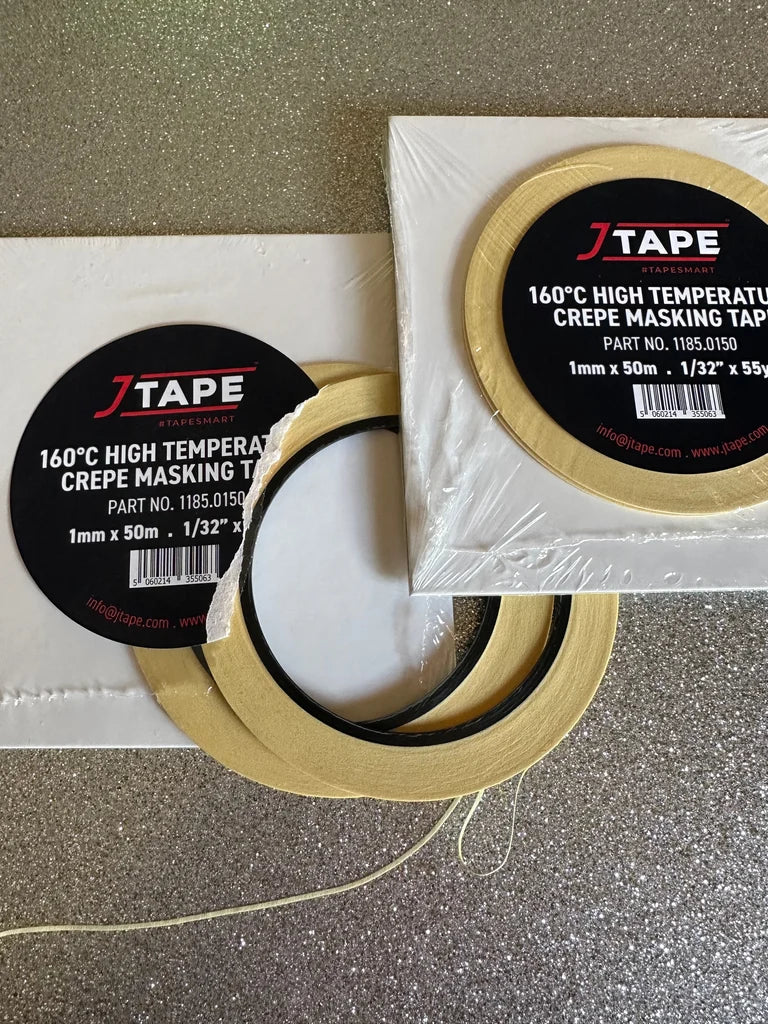 JTAPE
#TAPESMART
160°C HIGH TEMPERAT
CREPE MASKING TA
PART NO. 1185.0150
1mm x 50m . 1/32” x
5 060214 355063
info@jtape.com . www.
JTAPE
#TAPESMART
160°C HIGH TEMPERATU
CREPE MASKING TAP
PART NO. 1185.0150
1mm x 50m . 1/32” x 55y
5 060214 355063
info@jtape.com . www.jtape.com